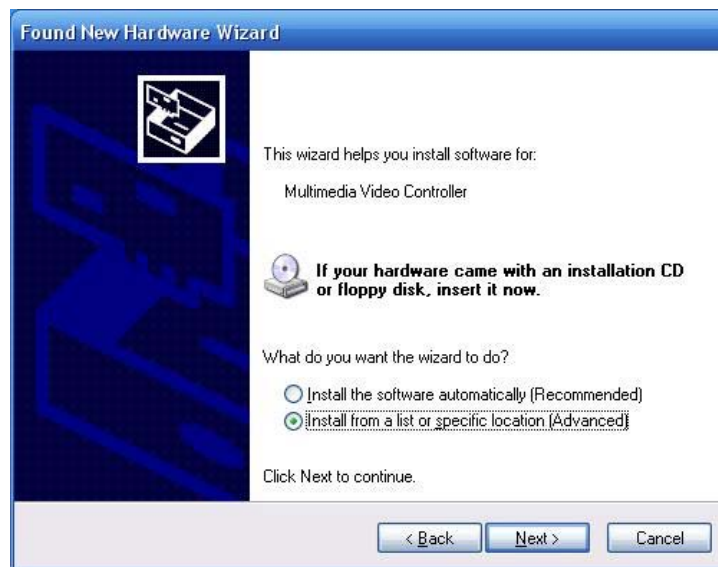 Found New Hardware Wizard
This wizard helps you install software for:
Multimedia Video Controller
If your hardware came with an installation CD
or floppy disk, insert it now.
What do you want the wizard to do?
Install the software automatically (Recommended)
Install from a list or specific location (Advanced)
Click Next to continue.
< Back
Next >
Cancel